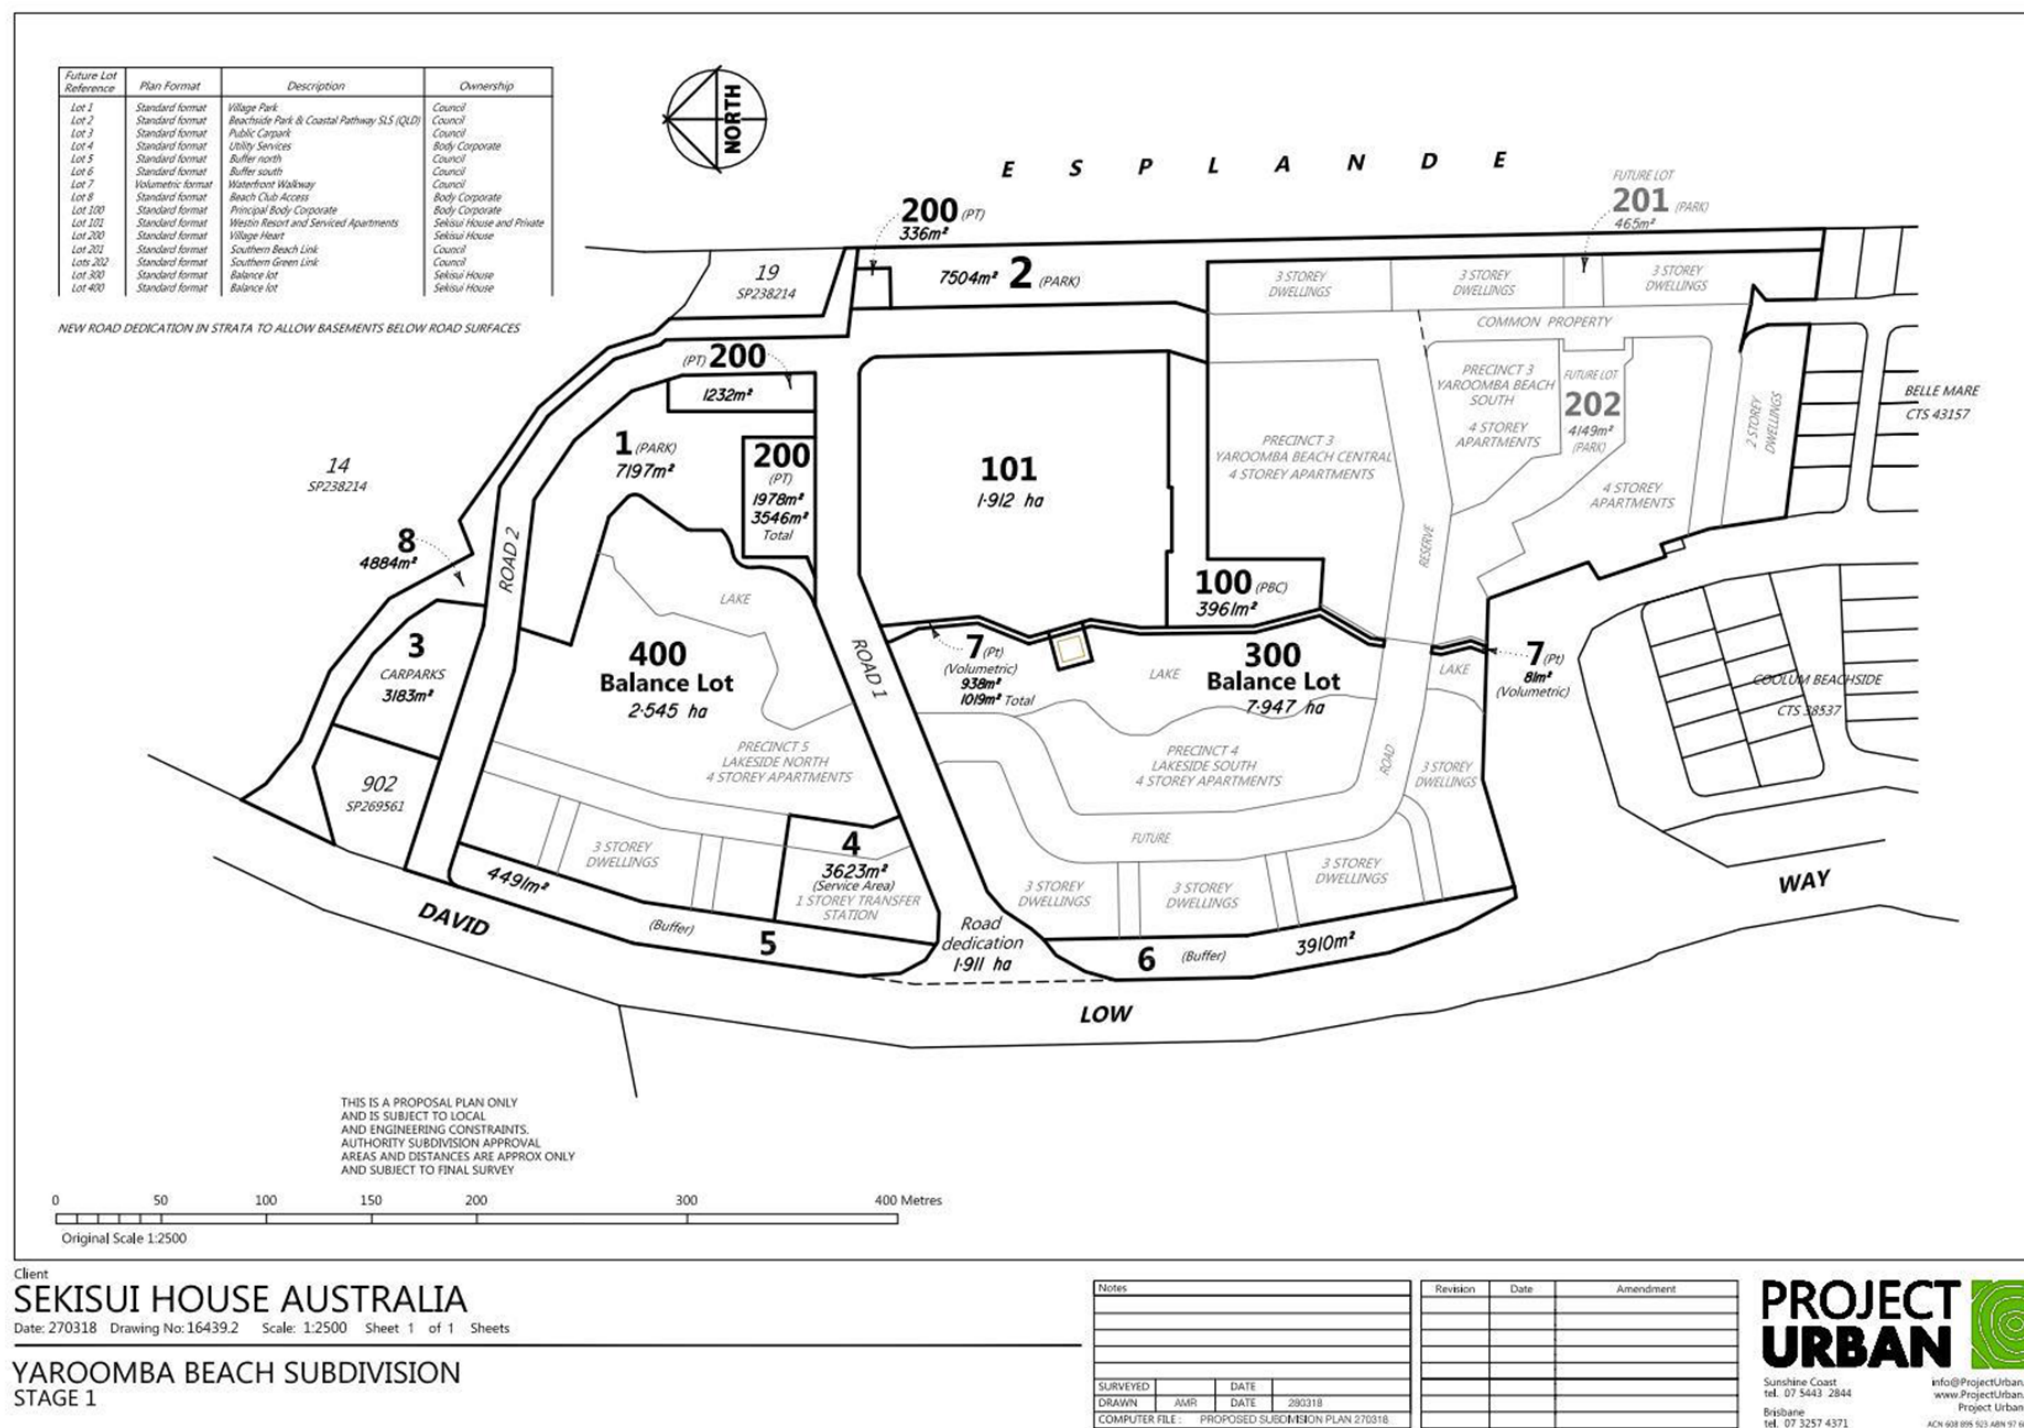 Future Lot Reference Plan Format Description Ownership
Lot 1 Standard format Village Park Council
Lot 2 Standard format Beachside Park & Coastal Pathway SLS (QLD) Council
Lot 3 Standard format Public Carpark Council
Lot 4 Standard format Utility Services Body Corporate
Lot 5 Standard format Buffer north Council
Lot 6 Standard format Buffer south Council
Lot 7 Volumetric format Waterfront Walkway Council
Lot 8 Standard format Beach Club Access Body Corporate
Lot 100 Standard format Principal Body Corporate Body Corporate
Lot 101 Standard format Westin Resort and Serviced Apartments Sekisui House and Private
Lot 200 Standard format Village Heart Sekisui House
Lot 201 Standard format Southern Beach Link Council
Lots 202 Standard format Southern Green Link Council
Lot 300 Standard format Balance lot Sekisui House
Lot 400 Standard format Balance lot Sekisui House
NEW ROAD DEDICATION IN STRATA TO ALLOW BASEMENTS BELOW ROAD SURFACES
NORTH
E S P L A N D E
FUTURE LOT
201 (PARK)
465m²
200 (PT)
336m²
19
SP238214
7504m² 2 (PARK)
3 STOREY
DWELLINGS
3 STOREY
DWELLINGS
3 STOREY
DWELLINGS
COMMON PROPERTY
(PT) 200
1232m²
PRECINCT 3
YAROOMBA BEACH
SOUTH
4 STOREY
APARTMENTS
FUTURE LOT
202
4149m²
(PARK)
2 STOREY
DWELLINGS
BELLE MARE
CTS 43157
1 (PARK)
7197m²
200
(PT)
1978m²
3546m²
Total
101
1·912 ha
PRECINCT 3
YAROOMBA BEACH CENTRAL
4 STOREY APARTMENTS
4 STOREY
APARTMENTS
14
SP238214
8
4884m²
ROAD 2
RESERVE
LAKE
100 (PBC)
3961m²
3
CARPARKS
3183m²
400
Balance Lot
2·545 ha
ROAD 1
7 (Pt)
(Volumetric)
938m²
1019m² Total
LAKE
300
Balance Lot
7·947 ha
LAKE
7 (Pt)
81m²
(Volumetric)
COOLUM BEACHSIDE
CTS 38537
902
SP269561
PRECINCT 5
LAKESIDE NORTH
4 STOREY APARTMENTS
PRECINCT 4
LAKESIDE SOUTH
4 STOREY APARTMENTS
ROAD
3 STOREY
DWELLINGS
FUTURE
3 STOREY
DWELLINGS
4
3623m²
(Service Area)
1 STOREY TRANSFER
STATION
3 STOREY
DWELLINGS
3 STOREY
DWELLINGS
3 STOREY
DWELLINGS
4491m²
(Buffer)
5
Road
dedication
1·911 ha
6 (Buffer) 3910m²
DAVID
LOW
WAY
THIS IS A PROPOSAL PLAN ONLY
AND IS SUBJECT TO LOCAL
AND ENGINEERING CONSTRAINTS.
AUTHORITY SUBDIVISION APPROVAL
AREAS AND DISTANCES ARE APPROX ONLY
AND SUBJECT TO FINAL SURVEY
0 50 100 150 200 300 400 Metres
Original Scale 1:2500
Client
SEKISUI HOUSE AUSTRALIA
Date: 270318 Drawing No: 16439.2 Scale: 1:2500 Sheet 1 of 1 Sheets
YAROOMBA BEACH SUBDIVISION
STAGE 1
Notes
SURVEYED DATE
DRAWN AMR DATE 280318
COMPUTER FILE : PROPOSED SUBDIVISION PLAN 270318
Revision Date Amendment
PROJECT
URBAN
Sunshine Coast
tel. 07 5443 2844
Brisbane
tel. 07 3257 4371
info@ProjectUrban.
www.ProjectUrban.
Project Urban